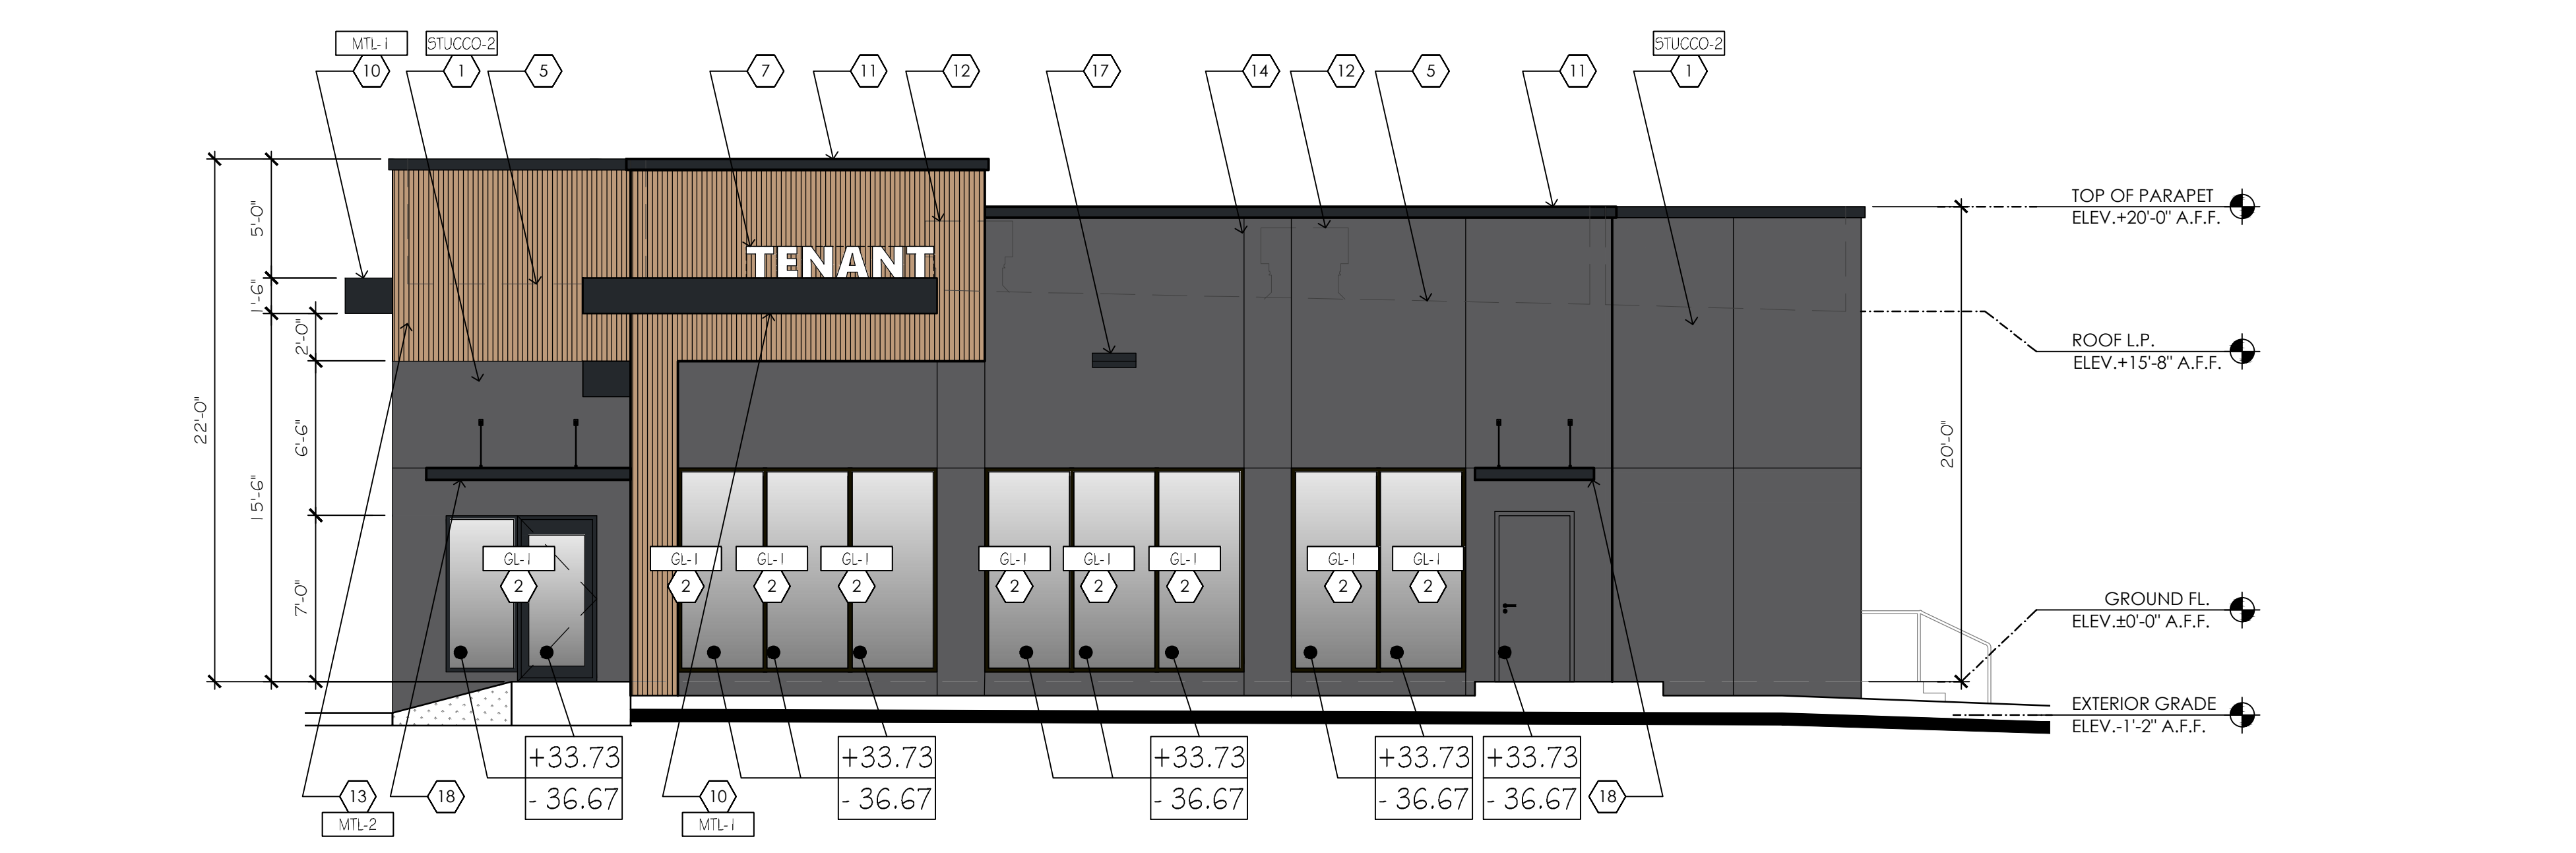 MTL-1
STUCCO-2
STUCCO-2
10
1
5
7
11
12
17
14
12
5
11
1
TOP OF PARAPET
ELEV.+20'-0" A.F.F.
5'-0"
TENANT
1'-6"
2'-0"
ROOF L.P.
ELEV.+15'-8" A.F.F.
22'-0"
6'-6"
20'-0"
15'-6"
GL-1
GL-1
GL-1
GL-1
GL-1
GL-1
GL-1
GL-1
GL-1
2
2
2
2
2
2
2
2
2
7'-0"
GROUND FL.
ELEV.±0'-0" A.F.F.
EXTERIOR GRADE
ELEV.-1'-2" A.F.F.
+33.73
+33.73
+33.73
+33.73
+33.73
13
18
- 36.67
10
- 36.67
- 36.67
- 36.67
- 36.67
18
MTL-2
MTL-1